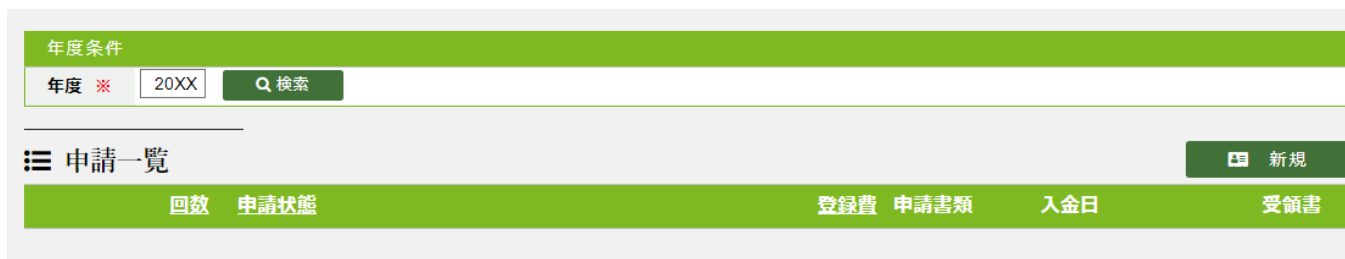 年度条件
年度 ※ 20XX 検索
申請一覧 新規
回数 申請状態 登録費 申請書類 入金日 受領書